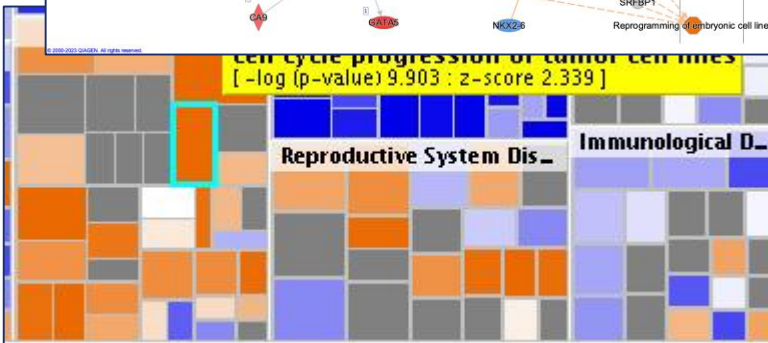 SRFBP1
CA9
GATA5
NKX2-6
Reprogramming of embryonic cell line
© 2000-2023 QIAGEN. All rights reserved.
cell cycle progression of tumor cell lines
[ -log (p-value) 9.903 : z-score 2.339 ]
Reproductive System Dis...
Immunological D...